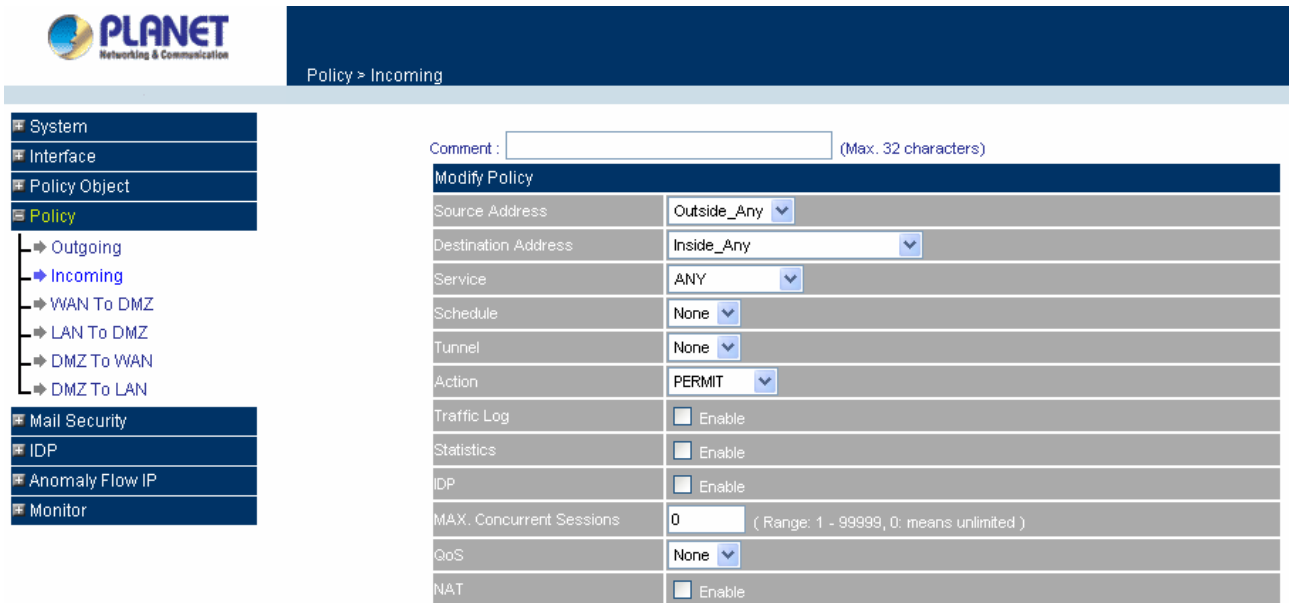 PLANET
Networking & Communication
Policy > Incoming
System
Interface
Policy Object
Policy
Outgoing
Incoming
WAN To DMZ
LAN To DMZ
DMZ To WAN
DMZ To LAN
Mail Security
IDP
Anomaly Flow IP
Monitor
Comment : (Max. 32 characters)
Modify Policy
Source Address Outside_Any
Destination Address Inside_Any
Service ANY
Schedule None
Tunnel None
Action PERMIT
Traffic Log Enable
Statistics Enable
IDP Enable
MAX. Concurrent Sessions 0 ( Range: 1 - 99999, 0: means unlimited )
QoS None
NAT Enable